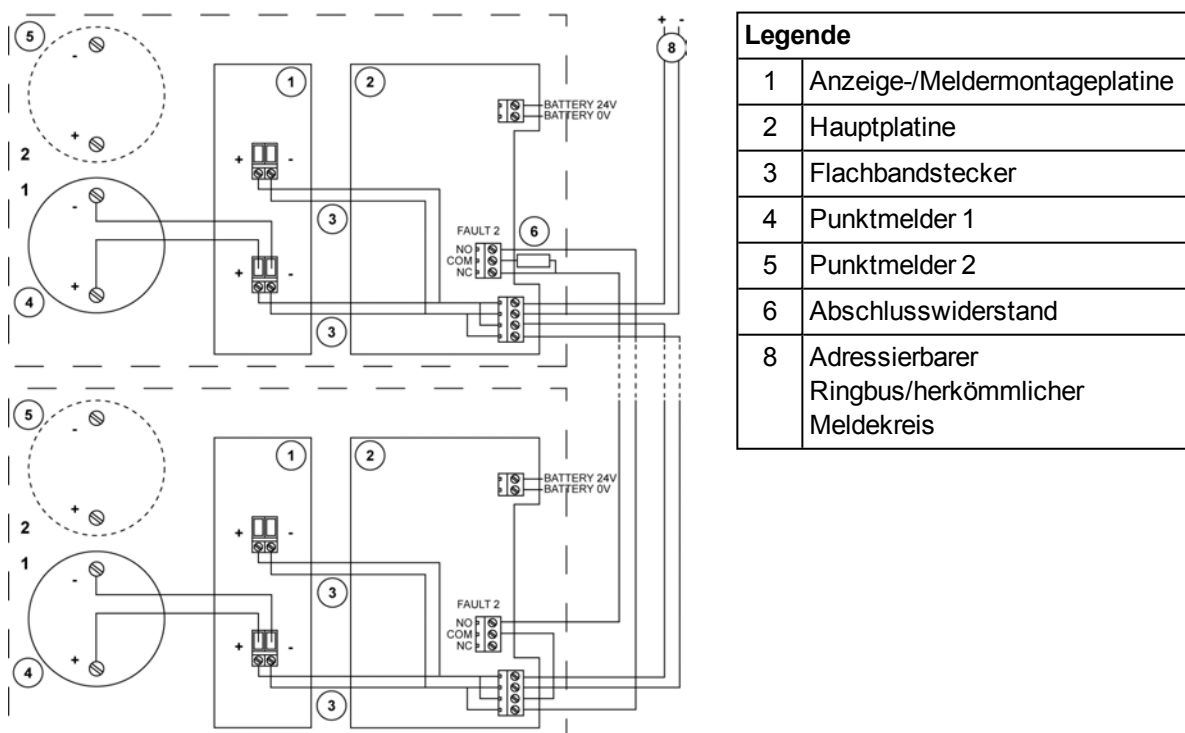 + -
8
5
-
+
2
1
-
+
4
1
+ -
3
+ -
3
2
BATTERY 24V
BATTERY 0V
FAULT 2
6
NO
COM
NC
5
-
+
2
1
-
+
4
1
+ -
3
+ -
3
2
BATTERY 24V
BATTERY 0V
FAULT 2
NO
COM
NC
Legende
1 Anzeige-/Meldermontageplatine
2 Hauptplatine
3 Flachbandstecker
4 Punktmelder 1
5 Punktmelder 2
6 Abschlusswiderstand
8 Adressierbarer
Ringbus/herkömmlicher
Meldekreis